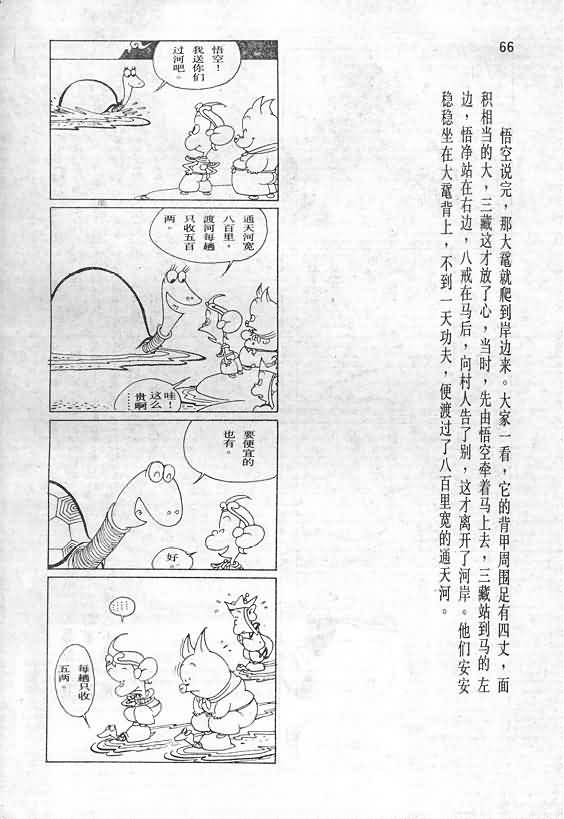 66
悟空说完，那大鼋就爬到岸边来。大家一看，它的背甲周围足有四丈，面
积相当的大，三藏这才放了心，当时，先由悟空牵着马上去，三藏站到马的左
边，悟净站在右边，八戒在马后，向村人告了别，这才离开了河岸。他们安安
稳稳坐在大鼋背上，不到一天功夫，便渡过了八百里宽的通天河。
悟空！
我送你们
过河吧。
通天河宽
八百里，
渡河每趟
只收五百
两。
哇！
这么
贵啊……
要便宜的
也有。
好。
每趟只收
五两。
……